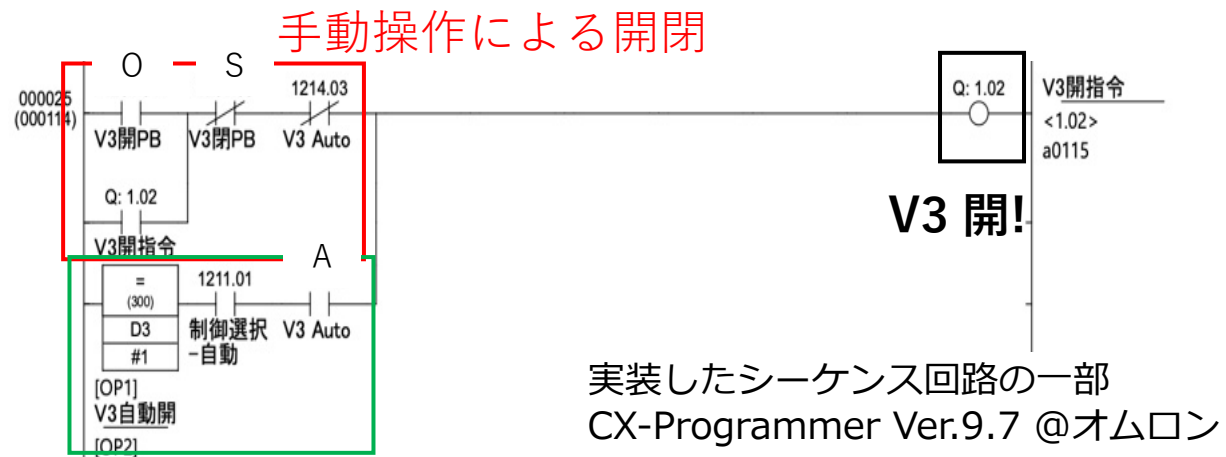 手動操作による開閉
O S
1214.03
Q: 1.02
V3開指令
000025
(000114)
V3開PB V3閉PB V3 Auto
<1.02>
a0115
Q: 1.02
V3 開!
V3開指令
A
=
(300)
1211.01
D3
#1
制御選択
-自動
V3 Auto
[OP1]
V3自動開
[OP2]
実装したシーケンス回路の一部
CX-Programmer Ver.9.7 @オムロン